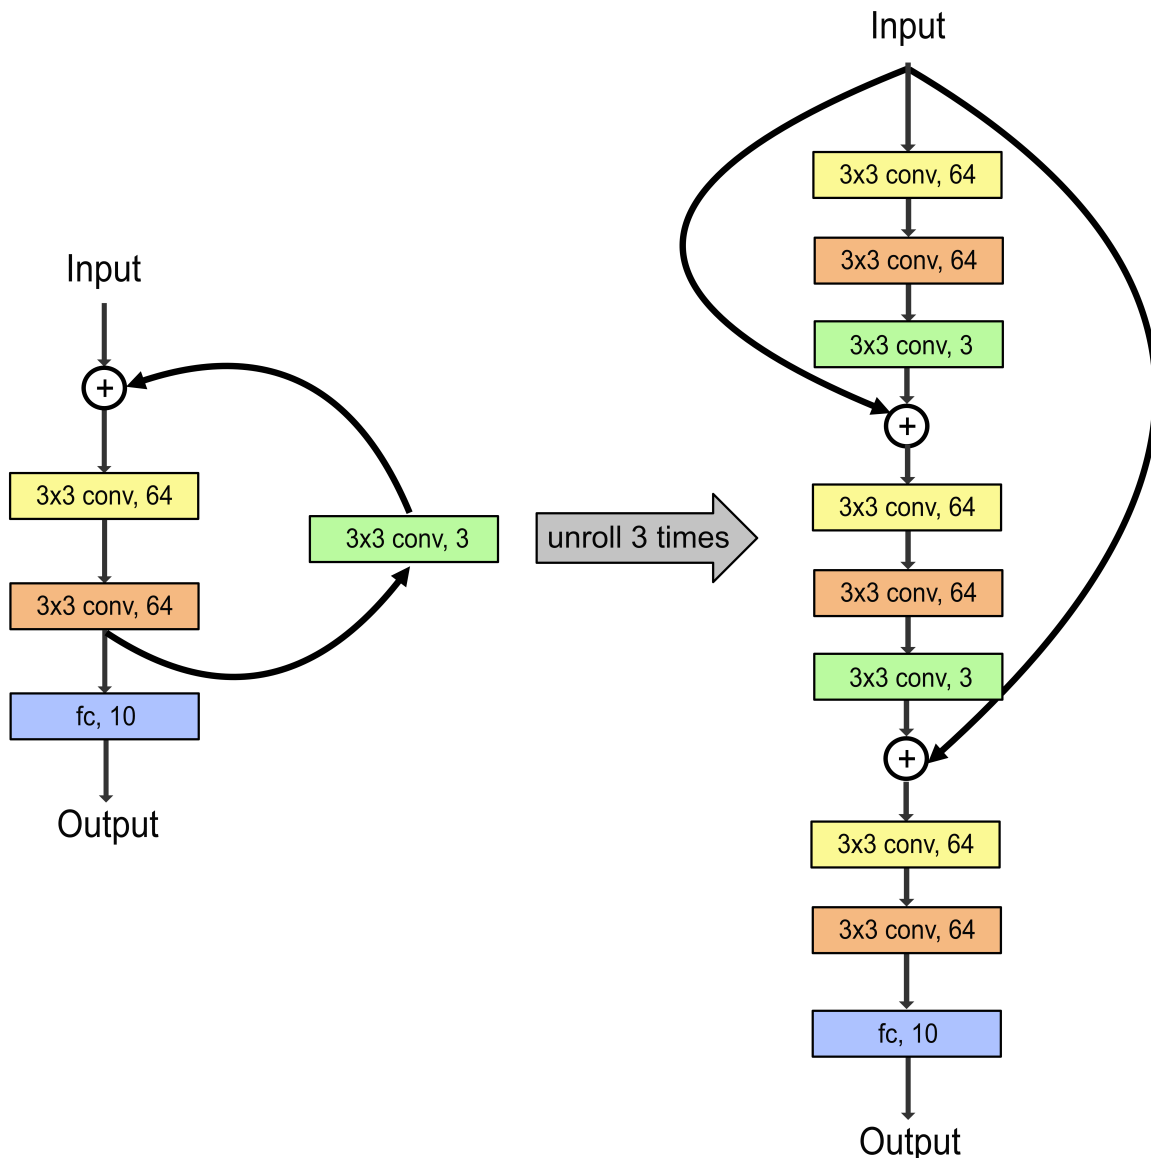 Input
+
3x3 conv, 64
3x3 conv, 64
fc, 10
Output
3x3 conv, 3
unroll 3 times
Input
3x3 conv, 64
3x3 conv, 64
3x3 conv, 3
+
3x3 conv, 64
3x3 conv, 64
3x3 conv, 3
+
3x3 conv, 64
3x3 conv, 64
fc, 10
Output